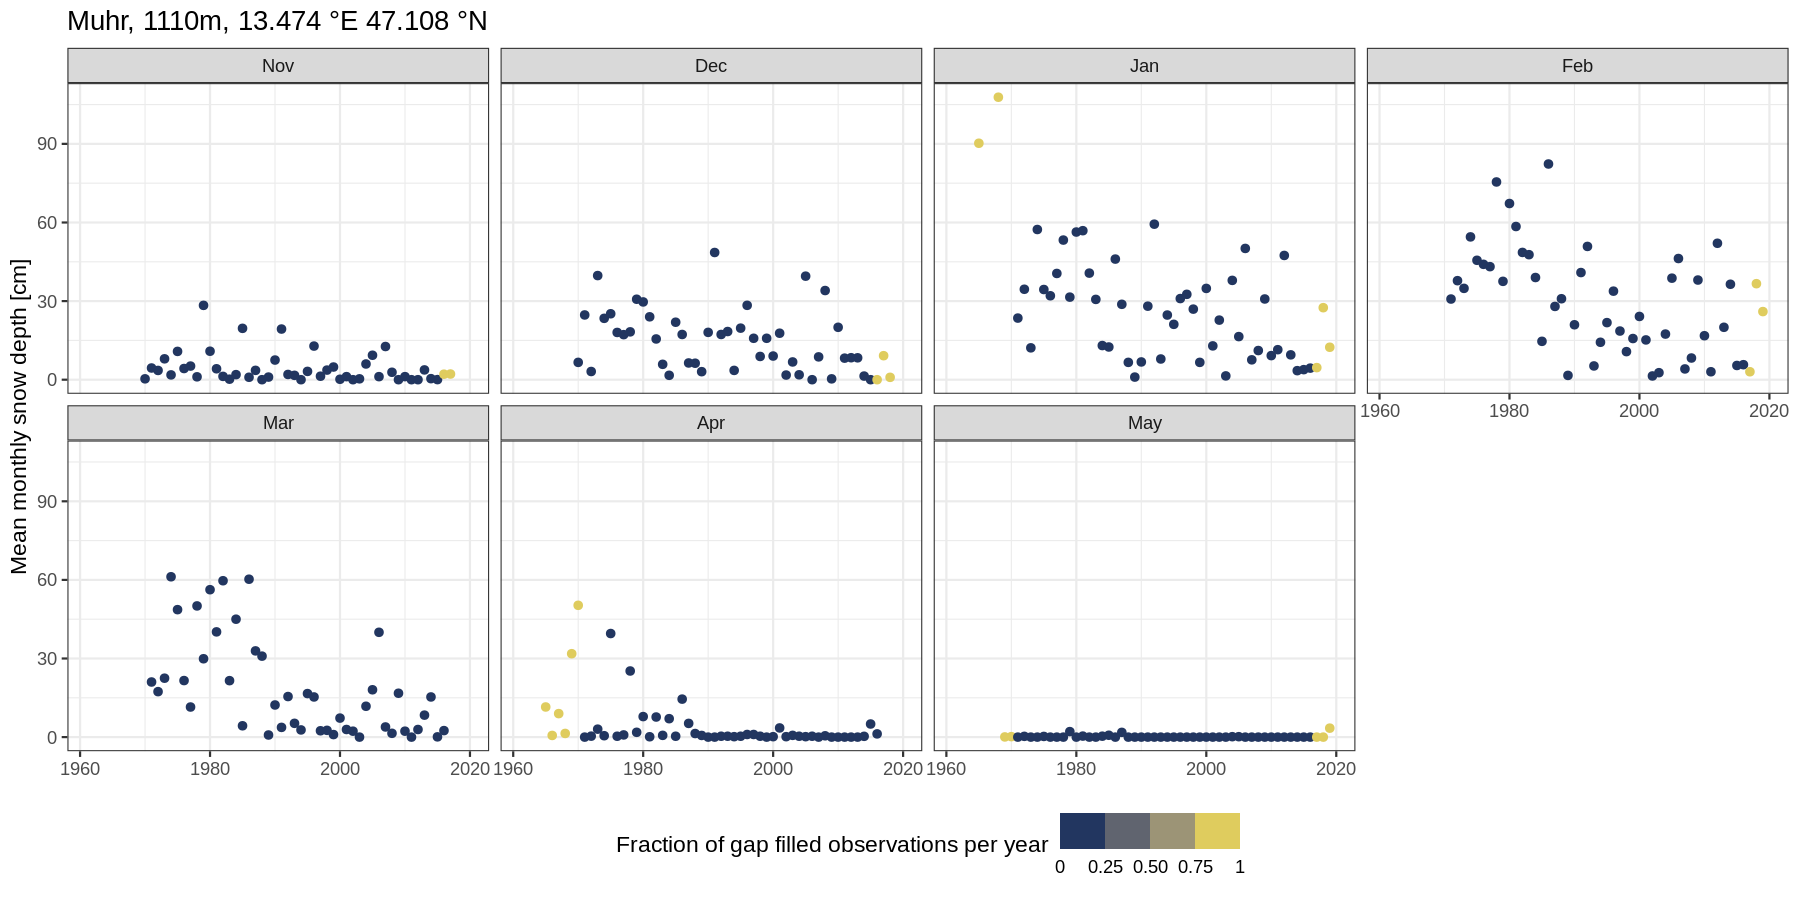 Muhr, 1110m, 13.474 °E 47.108 °N
Nov
Dec
Jan
Feb
90
60
30
0
1960 1980 2000 2020
Mean monthly snow depth [cm]
Mar
Apr
May
90
60
30
0
1960 1980 2000 2020
1960 1980 2000 2020
1960 1980 2000 2020
Fraction of gap filled observations per year
0 0.25 0.50 0.75 1